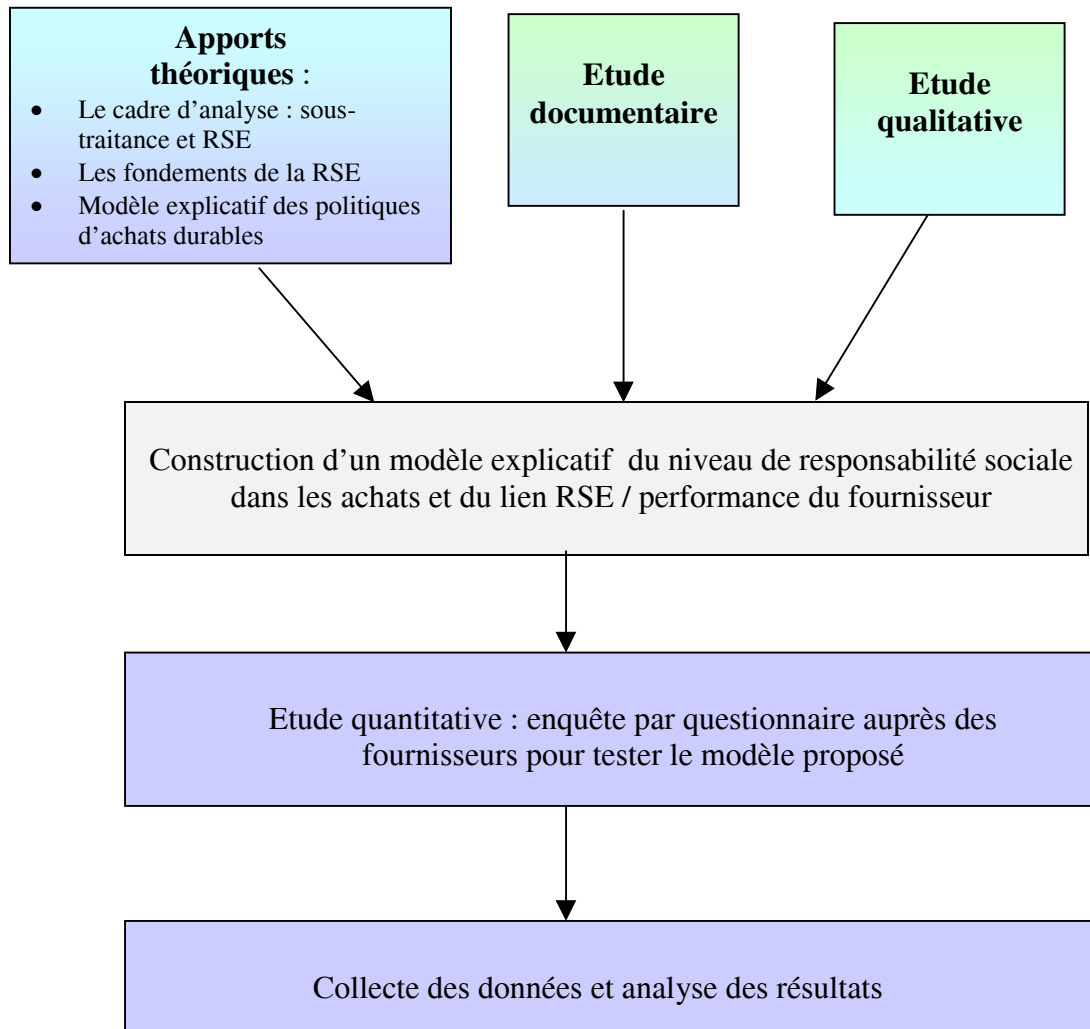 Apports
théoriques :
• Le cadre d’analyse : sous-
traitance et RSE
• Les fondements de la RSE
• Modèle explicatif des politiques
d’achats durables
Etude
documentaire
Etude
qualitative
Construction d’un modèle explicatif du niveau de responsabilité sociale
dans les achats et du lien RSE / performance du fournisseur
Etude quantitative : enquête par questionnaire auprès des
fournisseurs pour tester le modèle proposé
Collecte des données et analyse des résultats